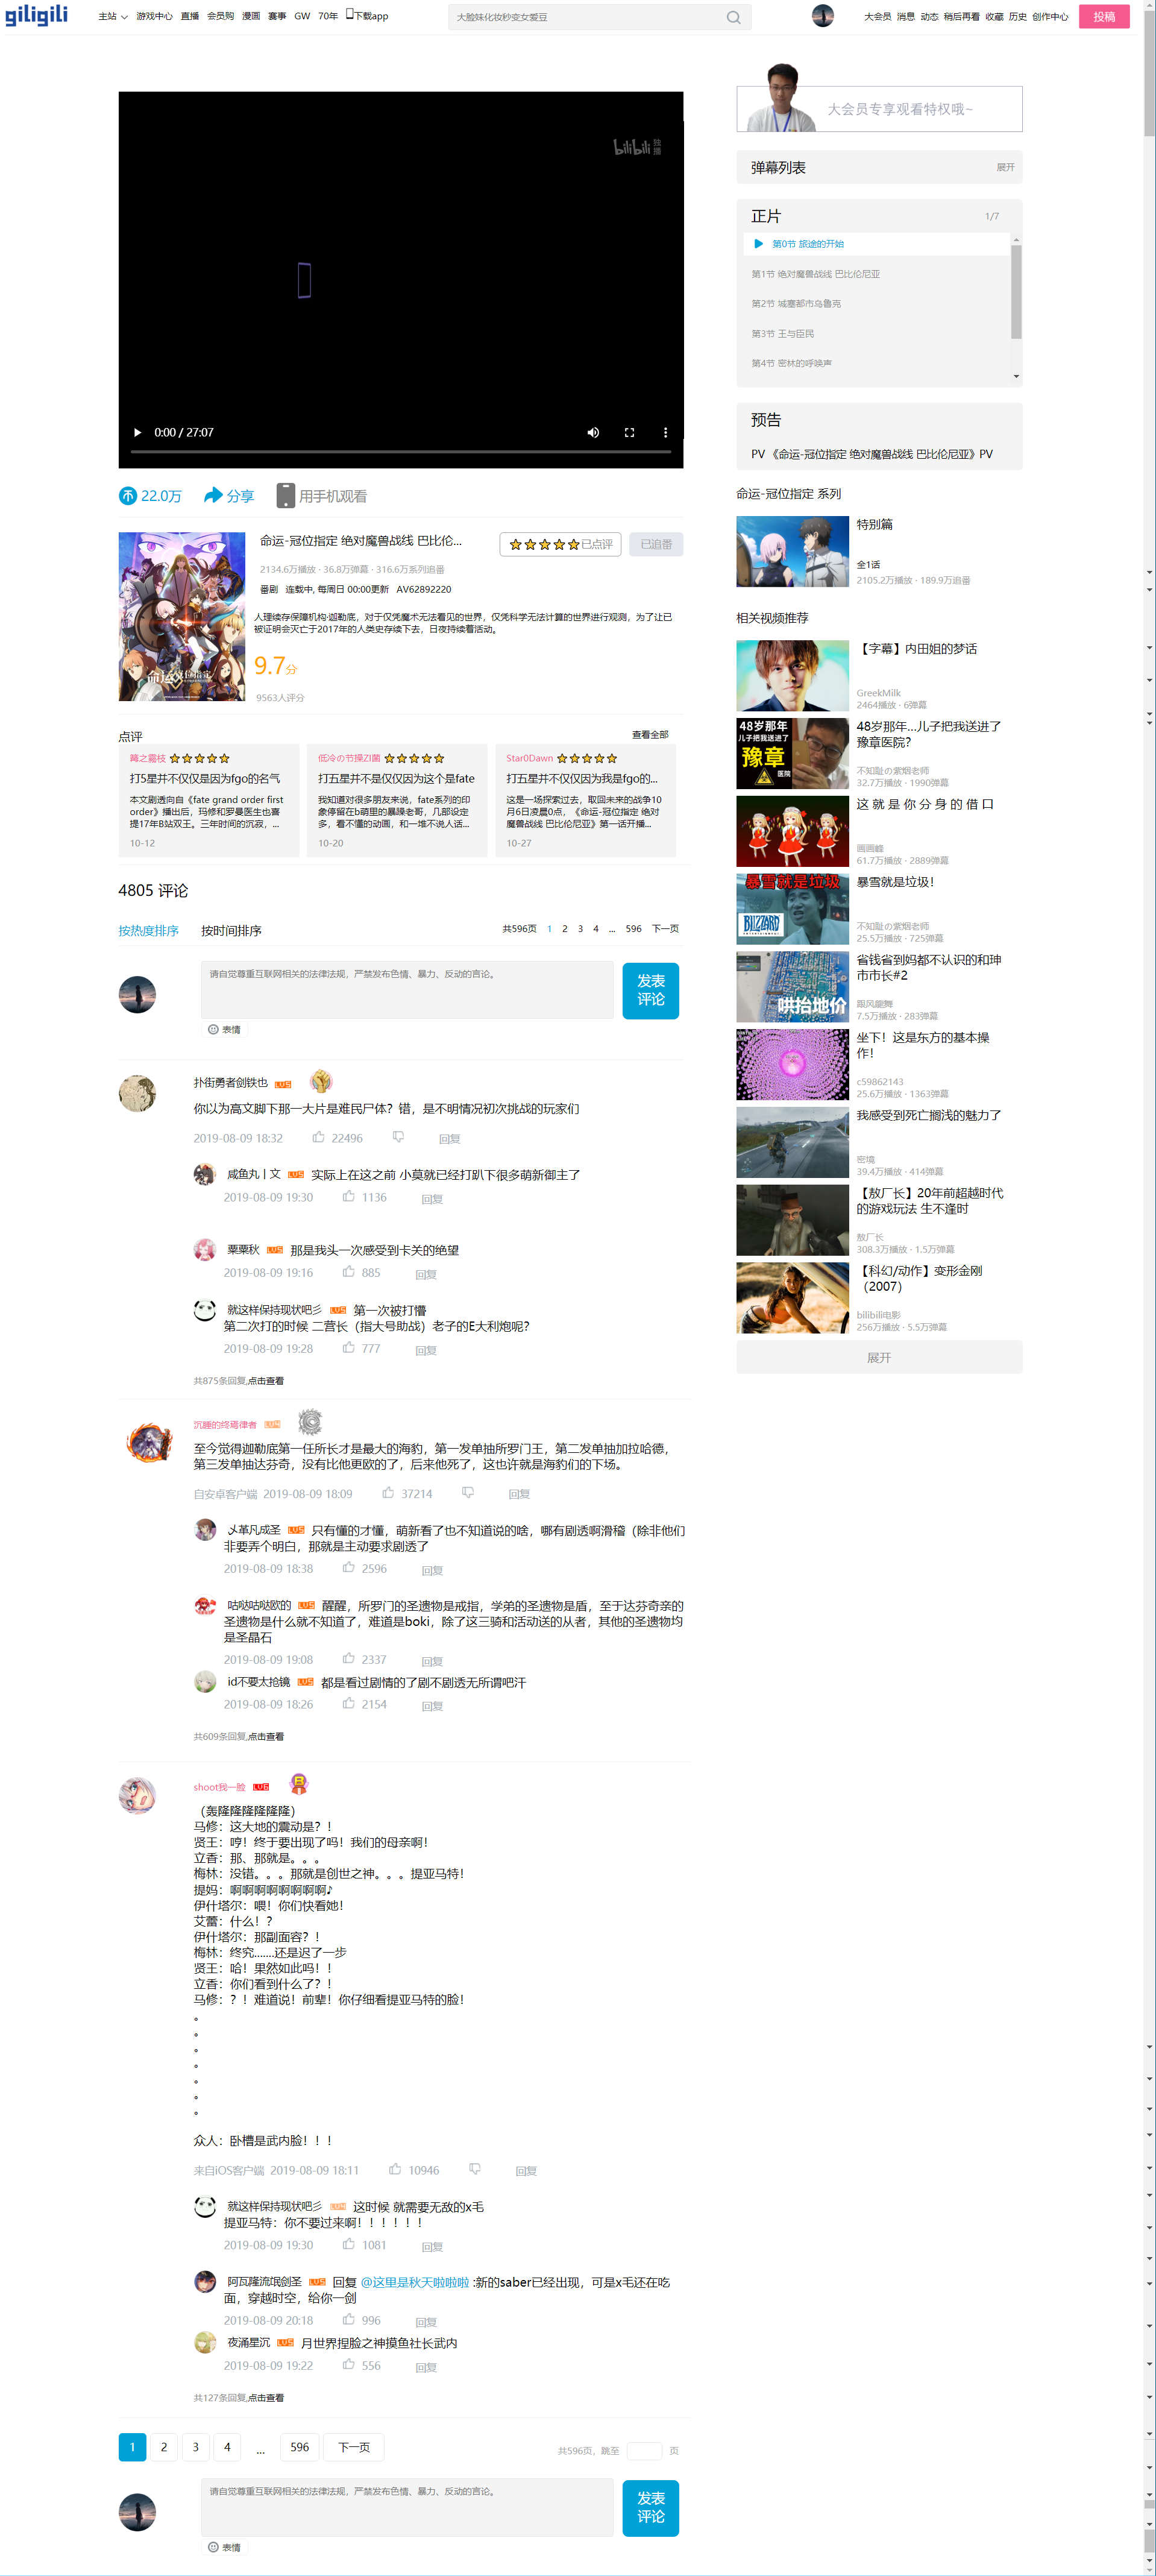 giligili
主站 游戏中心 直播 会员购 漫画 赛事 GW 70年 下载app
大脸妹化妆秒变女爱豆
大会员 消息 动态 稍后再看 收藏 历史 创作中心 投稿
bilibili 独播
0:00 / 27:07
22.0万 分享 用手机观看
命运-冠位指定 绝对魔兽战线 巴比伦...
已点评 已追番
2134.6万播放 · 36.8万弹幕 · 316.6万系列追番
番剧 连载中, 每周日 00:00更新 AV62892220
人理续存保障机构·迦勒底，对于仅凭魔术无法看见的世界，仅凭科学无法计算的世界进行观测，为了让已
被证明会灭亡于2017年的人类史存续下去，日夜持续着活动。
9.7分
9563人评分
点评 查看全部
打5星并不仅仅是因为fgo的名气
本文剧透向自《fate grand order first
order》播出后，玛修和罗曼医生也喜
提17年B站双王。三年时间的沉寂，...
10-12
低冷の节操ZI菌
打五星并不是仅仅因为这个是fate
我知道对很多朋友来说，fate系列的印
象停留在b萌里的暴嗓老哥，几部设定
多，看不懂的动画，和一堆不说人话...
10-20
Star0Dawn
打五星并不仅仅因为我是fgo的...
这是一场探索过去，取回未来的战争10
月6日凌晨0点，《命运-冠位指定 绝对
魔兽战线 巴比伦尼亚》第一话开播...
10-27
4805 评论
按热度排序 按时间排序 共596页 1 2 3 4 ... 596 下一页
请自觉尊重互联网相关的法律法规，严禁发布色情、暴力、反动的言论。
发表
评论
表情
扑街勇者剑铁也 LV5
你以为高文脚下那一大片是难民尸体？错，是不明情况初次挑战的玩家们
2019-08-09 18:32 22496 回复
咸鱼丸丨文 LV5 实际上在这之前 小莫就已经打趴下很多萌新御主了
2019-08-09 19:30 1136 回复
粟粟秋 LV5 那是我头一次感受到卡关的绝望
2019-08-09 19:16 885 回复
就这样保持现状吧彡 LV5 第一次被打懵
第二次打的时候 二营长（指大号助战）老子的E大利炮呢？
2019-08-09 19:28 777 回复
共875条回复,点击查看
沉睡的终焉律者
至今觉得迦勒底第一任所长才是最大的海豹，第一发单抽所罗门王，第二发单抽加拉哈德，
第三发单抽达芬奇，没有比他更欧的了，后来他死了，这也许就是海豹们的下场。
自安卓客户端 2019-08-09 18:09 37214 回复
乄革凡成圣 LV5 只有懂的才懂，萌新看了也不知道说的啥，哪有剧透啊滑稽（除非他们
非要弄个明白，那就是主动要求剧透了
2019-08-09 18:38 2596 回复
咕哒咕哒欧的 LV5 醒醒，所罗门的圣遗物是戒指，学弟的圣遗物是盾，至于达芬奇亲的
圣遗物是什么就不知道了，难道是boki，除了这三骑和活动送的从者，其他的圣遗物均
是圣晶石
2019-08-09 19:08 2337 回复
id不要太抢镜 LV5 都是看过剧情的了剧不剧透无所谓吧汗
2019-08-09 18:26 2154 回复
共609条回复,点击查看
shoot我一脸 LV6
（轰隆隆隆隆隆隆）
马修：这大地的震动是？！
贤王：哼！终于要出现了吗！我们的母亲啊！
立香：那、那就是。。。
梅林：没错。。。那就是创世之神。。。提亚马特！
提妈：啊啊啊啊啊啊啊啊♪
伊什塔尔：喂！你们快看她！
艾蕾：什么！？
伊什塔尔：那副面容？！
梅林：终究……还是迟了一步
贤王：哈！果然如此吗！！
立香：你们看到什么了？！
马修：？！难道说！前辈！你仔细看提亚马特的脸！
。
。
。
。
。
。
。
众人：卧槽是武内脸！！！
来自iOS客户端 2019-08-09 18:11 10946 回复
就这样保持现状吧彡 这时候 就需要无敌的x毛
提亚马特：你不要过来啊！！！！！！
2019-08-09 19:30 1081 回复
阿瓦隆流氓剑圣 LV5 回复 @这里是秋天啦啦啦 :新的saber已经出现，可是x毛还在吃
面，穿越时空，给你一剑
2019-08-09 20:18 996 回复
夜涌星沉 LV5 月世界捏脸之神摸鱼社长武内
2019-08-09 19:22 556 回复
共127条回复,点击查看
1 2 3 4 ... 596 下一页 共596页，跳至 页
请自觉尊重互联网相关的法律法规，严禁发布色情、暴力、反动的言论。
发表
评论
表情
大会员专享观看特权哦~
弹幕列表 展开
正片 1/7
第0节 旅途的开始
第1节 绝对魔兽战线 巴比伦尼亚
第2节 城塞都市乌鲁克
第3节 王与臣民
第4节 密林的呼唤声
预告
PV 《命运-冠位指定 绝对魔兽战线 巴比伦尼亚》PV
命运-冠位指定 系列
特别篇
全1话
2105.2万播放 · 189.9万追番
相关视频推荐
【字幕】内田姐的梦话
GreekMilk
2464播放 · 6弹幕
48岁那年
儿子把我送进了
豫章
医院
48岁那年...儿子把我送进了
豫章医院？
不知耻の紫烟老师
32.7万播放 · 1990弹幕
这 就 是 你 分 身 的 借 口
画画峰
61.7万播放 · 2889弹幕
暴雪就是垃圾
BLIZZARD
暴雪就是垃圾！
不知耻の紫烟老师
25.5万播放 · 725弹幕
哄抬地价
省钱省到妈都不认识的和珅
市市长#2
跟风翩舞
7.5万播放 · 283弹幕
坐下！这是东方的基本操
作！
c59862143
25.6万播放 · 1363弹幕
我感受到死亡搁浅的魅力了
密境
39.4万播放 · 414弹幕
【敖厂长】20年前超越时代
的游戏玩法 生不逢时
敖厂长
308.3万播放 · 1.5万弹幕
【科幻/动作】变形金刚
（2007）
bilibili电影
256万播放 · 5.5万弹幕
展开